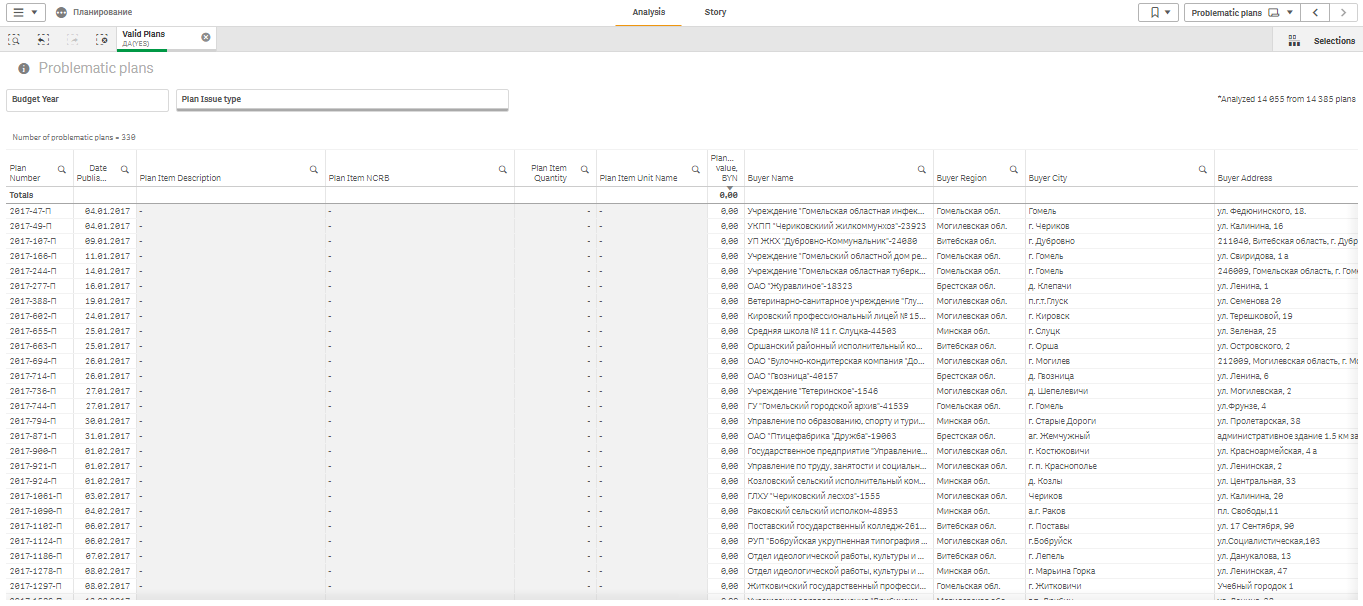 Планирование
Analysis
Story
Problematic plans
Valid Plans
ДА(YES)
Selections
Problematic plans
Budget Year
Plan Issue type
*Analyzed 14 055 from 14 385 plans
Number of problematic plans = 330
Plan Number Date Publis... Plan Item Description Plan Item NCRB Plan Item Quantity Plan Item Unit Name Plan... value, BYN Buyer Name Buyer Region Buyer City Buyer Address
Totals 0,00
2017-47-П 04.01.2017 - - - - 0,00 Учреждение "Гомельская областная инфек... Гомельская обл. Гомель ул. Федюнинского, 18.
2017-49-П 04.01.2017 - - - - 0,00 УКПП "Чериковскиий жилкоммунхоз"-23923 Могилевская обл. г. Чериков ул. Калинина, 16
2017-107-П 09.01.2017 - - - - 0,00 УП ЖКХ "Дубровно-Коммунальник"-24080 Витебская обл. г. Дубровно 211040, Витебская область, г. Дубр
2017-166-П 11.01.2017 - - - - 0,00 Учреждение "Гомельский областной дом ре... Гомельская обл. г. Гомель ул. Свиридова, 1 а
2017-244-П 14.01.2017 - - - - 0,00 Учреждение "Гомельская областная туберк... Гомельская обл. г. Гомель 246009, Гомельская область, г. Гом
2017-277-П 16.01.2017 - - - - 0,00 ОАО "Журавлиное"-18323 Брестская обл. д. Клепачи ул. Ленина, 1
2017-388-П 19.01.2017 - - - - 0,00 Ветеринарно-санитарное учреждение "Глу... Могилевская обл. п.г.т.Глуск ул. Семенова 20
2017-602-П 24.01.2017 - - - - 0,00 Кировский профессиональный лицей № 15... Могилевская обл. г. Кировск ул. Терешковой, 19
2017-655-П 25.01.2017 - - - - 0,00 Средняя школа № 11 г. Слуцка-44503 Минская обл. г. Слуцк ул. Зеленая, 25
2017-663-П 25.01.2017 - - - - 0,00 Оршанский районный исполнительный ко... Витебская обл. г. Орша ул. Островского, 2
2017-694-П 26.01.2017 - - - - 0,00 ОАО "Булочно-кондитерская компания "До... Могилевская обл. г. Могилев 212009, Могилевская область, г. Мо
2017-714-П 26.01.2017 - - - - 0,00 ОАО "Гвозница"-40157 Брестская обл. д. Гвозница ул. Ленина, 6
2017-736-П 27.01.2017 - - - - 0,00 Учреждение "Тетеринское"-1546 Могилевская обл. д. Шепелевичи ул. Могилевская, 2
2017-744-П 27.01.2017 - - - - 0,00 ГУ "Гомельский городской архив"-41539 Гомельская обл. г. Гомель ул.Фрунзе, 4
2017-794-П 30.01.2017 - - - - 0,00 Управление по образованию, спорту и тури... Минская обл. г. Старые Дороги ул. Пролетарская, 38
2017-871-П 31.01.2017 - - - - 0,00 ОАО "Птицефабрика "Дружба"-19063 Брестская обл. аг. Жемчужный административное здание 1.5 км за
2017-900-П 01.02.2017 - - - - 0,00 Государственное предприятие "Управление... Могилевская обл. г. Костюковичи ул. Красноармейская, 4 а
2017-921-П 01.02.2017 - - - - 0,00 Управление по труду, занятости и социальн... Могилевская обл. г. п. Краснополье ул. Ленинская, 2
2017-924-П 01.02.2017 - - - - 0,00 Козловский сельский исполнительный ком... Минская обл. д. Козлы ул. Центральная, 33
2017-1061-П 03.02.2017 - - - - 0,00 ГЛХУ "Чериковский лесхоз"-1555 Могилевская обл. Чериков ул. Калинина, 20
2017-1090-П 04.02.2017 - - - - 0,00 Раковский сельский исполком-48953 Минская обл. а.г. Раков пл. Свободы,11
2017-1102-П 06.02.2017 - - - - 0,00 Поставский государственный колледж-261... Витебская обл. г. Поставы ул. 17 Сентября, 90
2017-1124-П 06.02.2017 - - - - 0,00 РУП "Бобруйская укрупненная типография ... Могилевская обл. г.Бобруйск ул.Социалистическая,103
2017-1186-П 07.02.2017 - - - - 0,00 Отдел идеологической работы, культуры и ... Витебская обл. г. Лепель ул. Данукалова, 13
2017-1278-П 08.02.2017 - - - - 0,00 Отдел идеологической работы, культуры и ... Минская обл. г. Марьина Горка ул. Ленинская, 47
2017-1297-П 08.02.2017 - - - - 0,00 Житковичский государственный професси... Гомельская обл. г. Житковичи Учебный городок 1